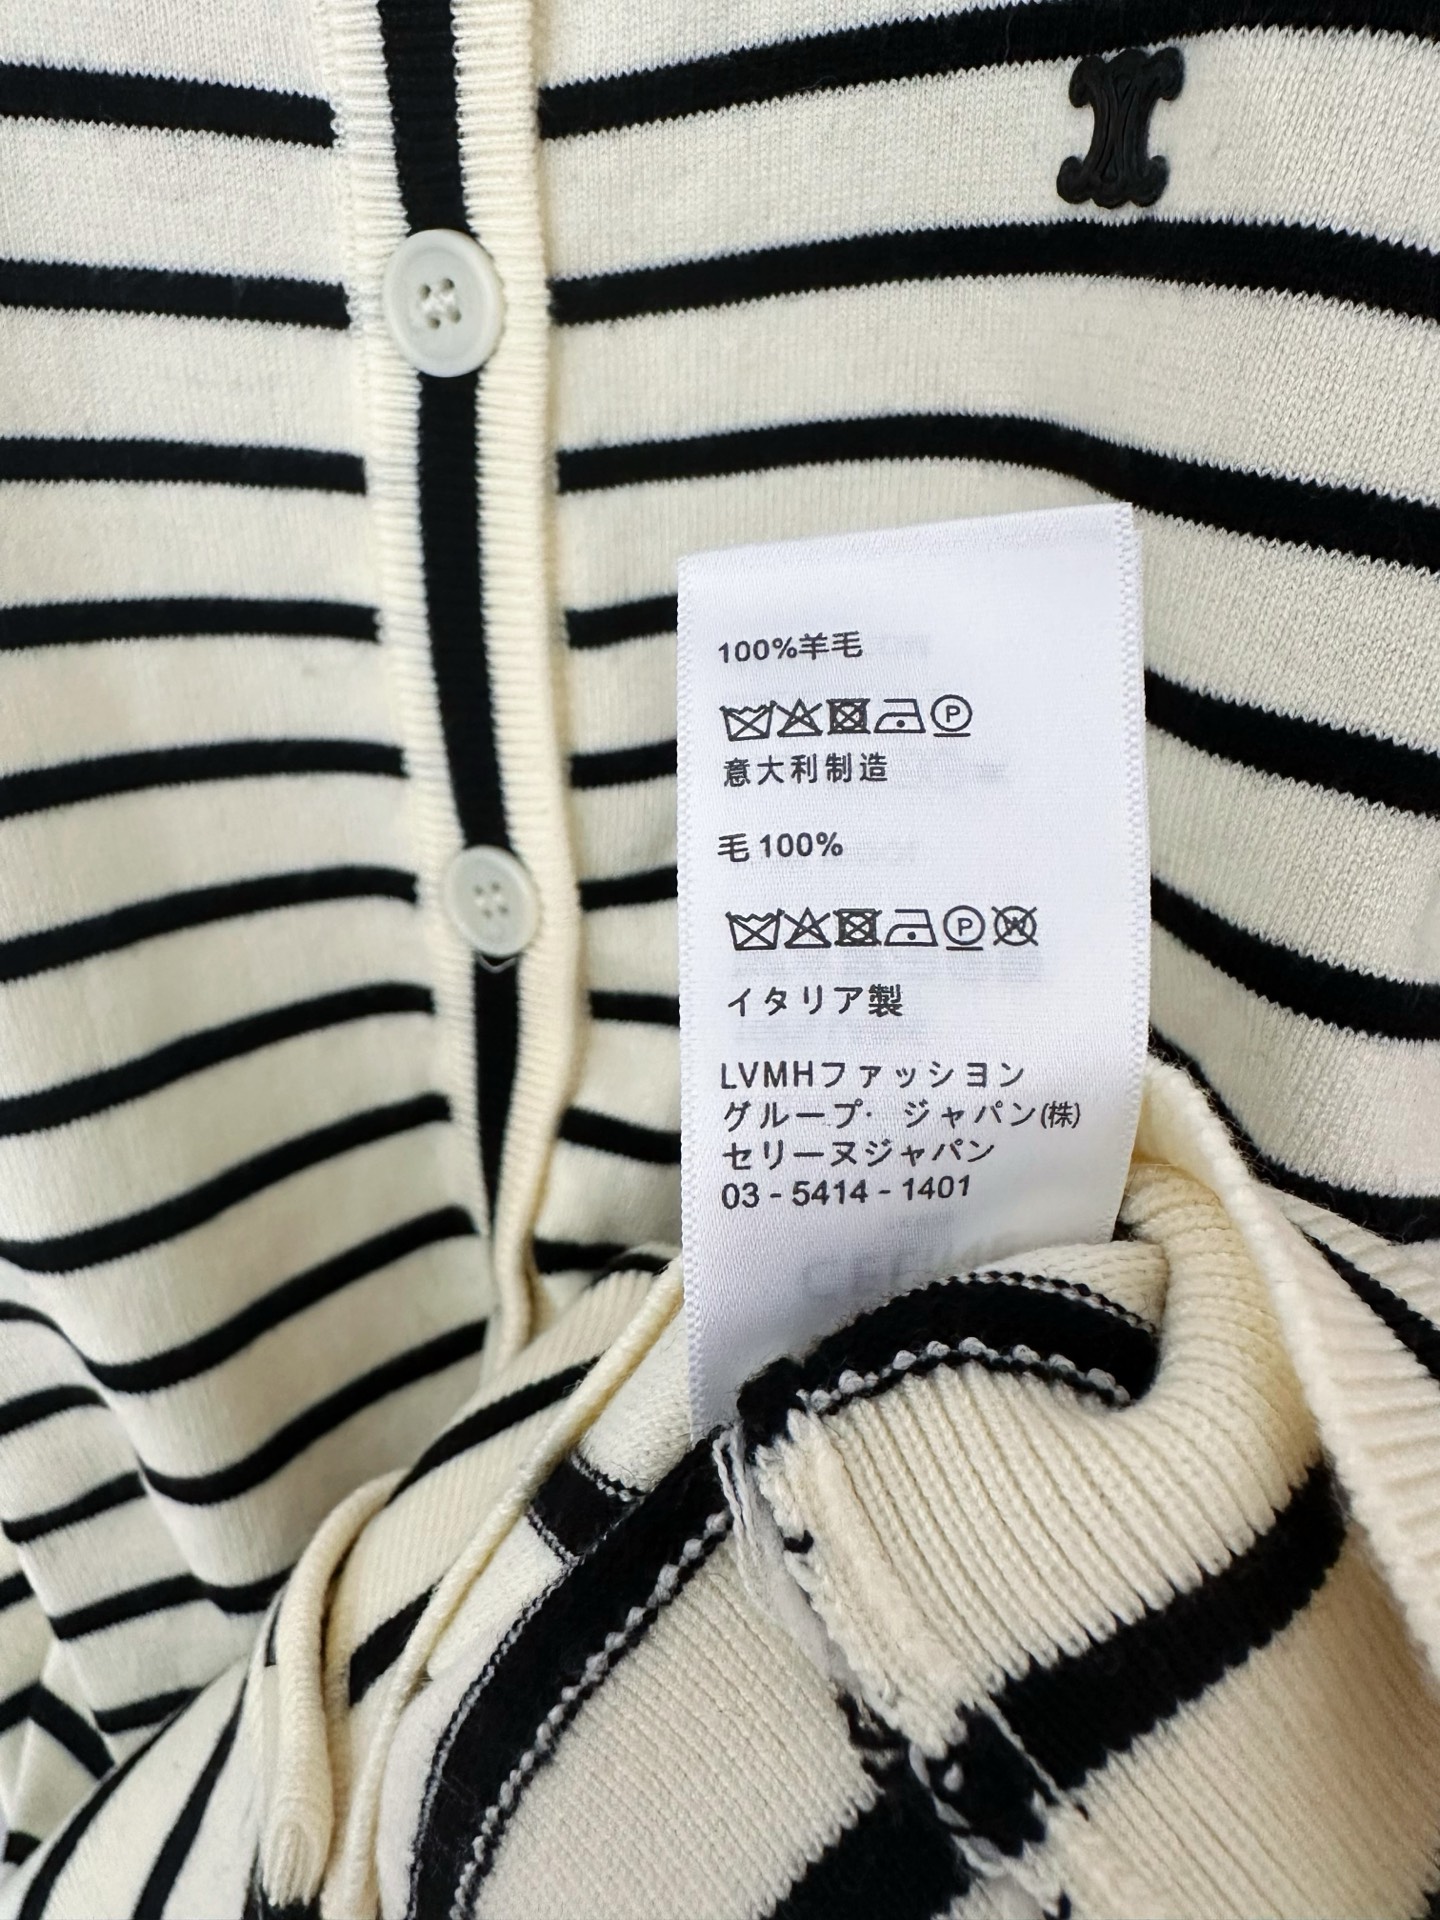 100%羊毛
P
意大利制造
毛 100%
P W
イタリア製
LVMHファッション
グループ・ ジャパン(株)
セリーヌジャパン
03 - 5414 - 1401